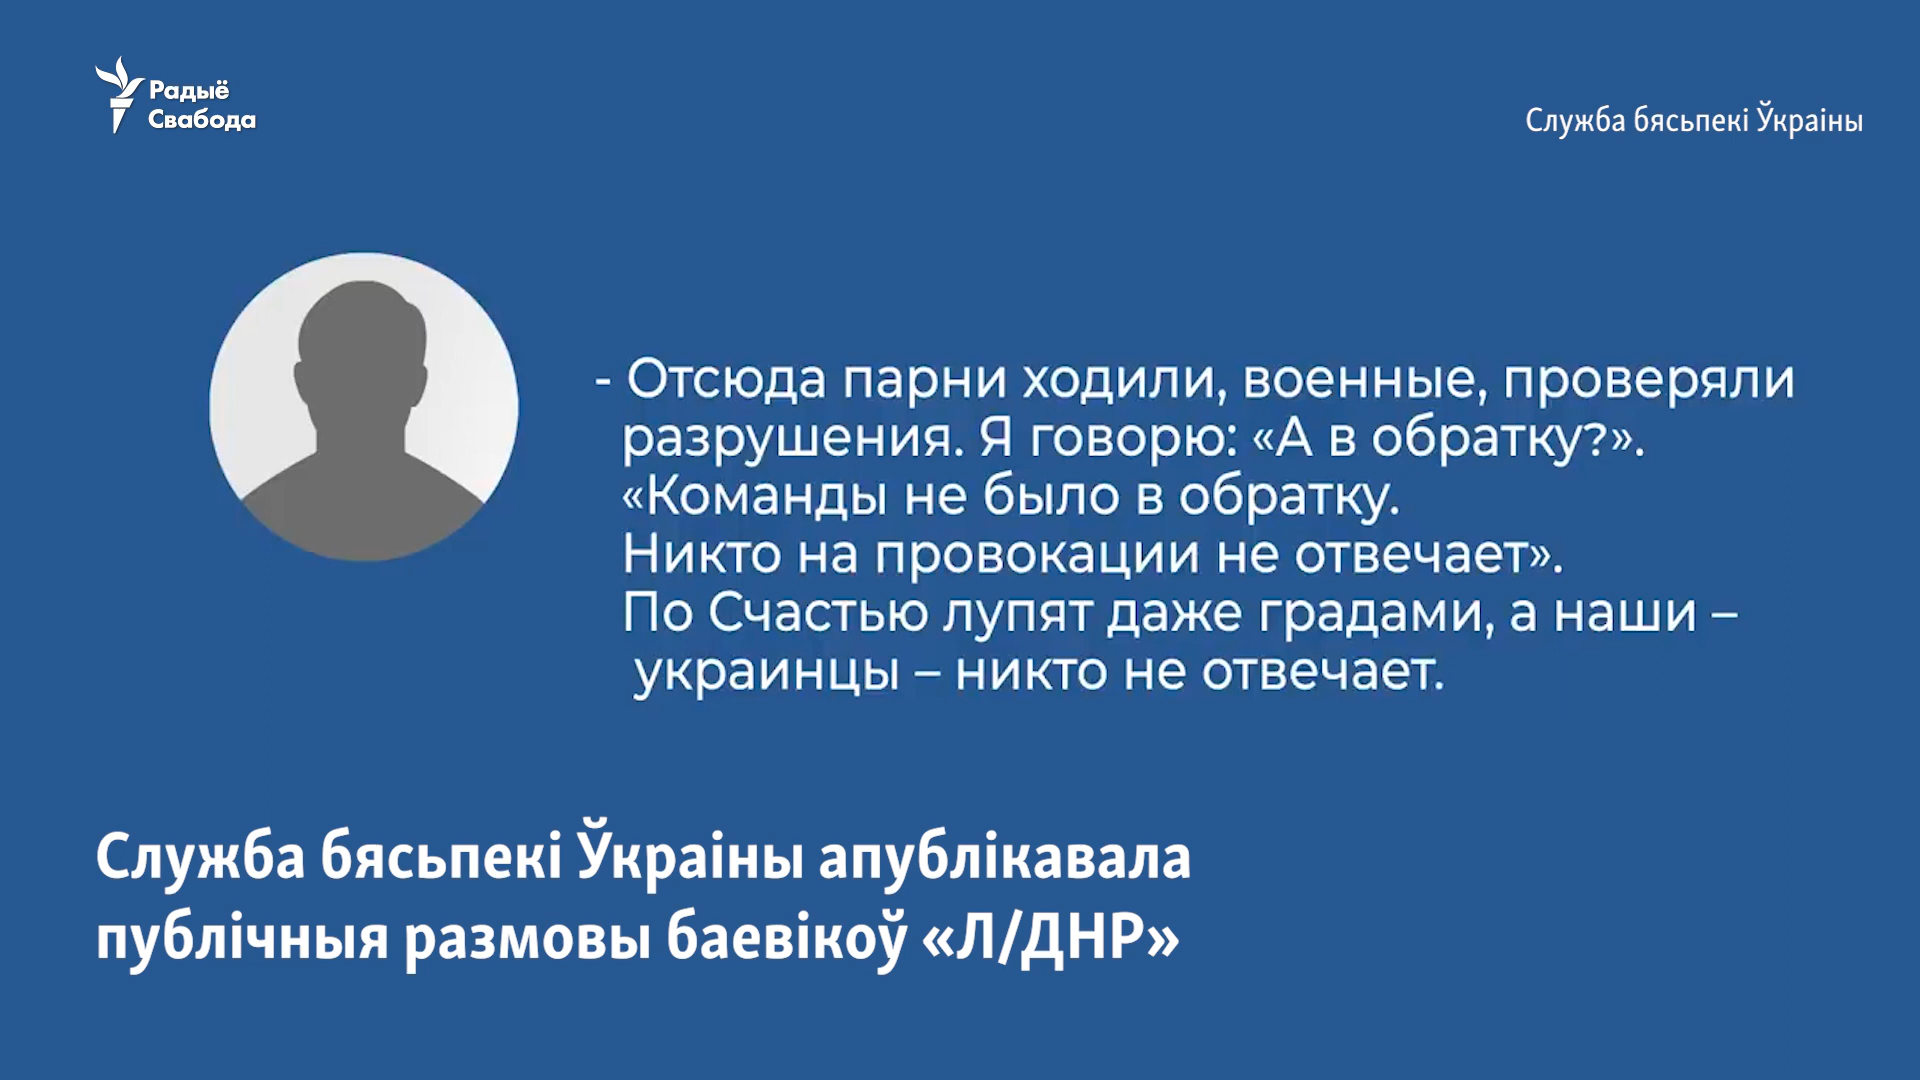 Радыё
Свабода
Служба бясьпекі Ўкраіны
- Отсюда парни ходили, военные, проверяли
разрушения. Я говорю: «А в обратку?».
«Команды не было в обратку.
Никто на провокации не отвечает».
По Счастью лупят даже градами, а наши –
украинцы – никто не отвечает.
Служба бясьпекі Ўкраіны апублікавала
публічныя размовы баевікоў «Л/ДНР»